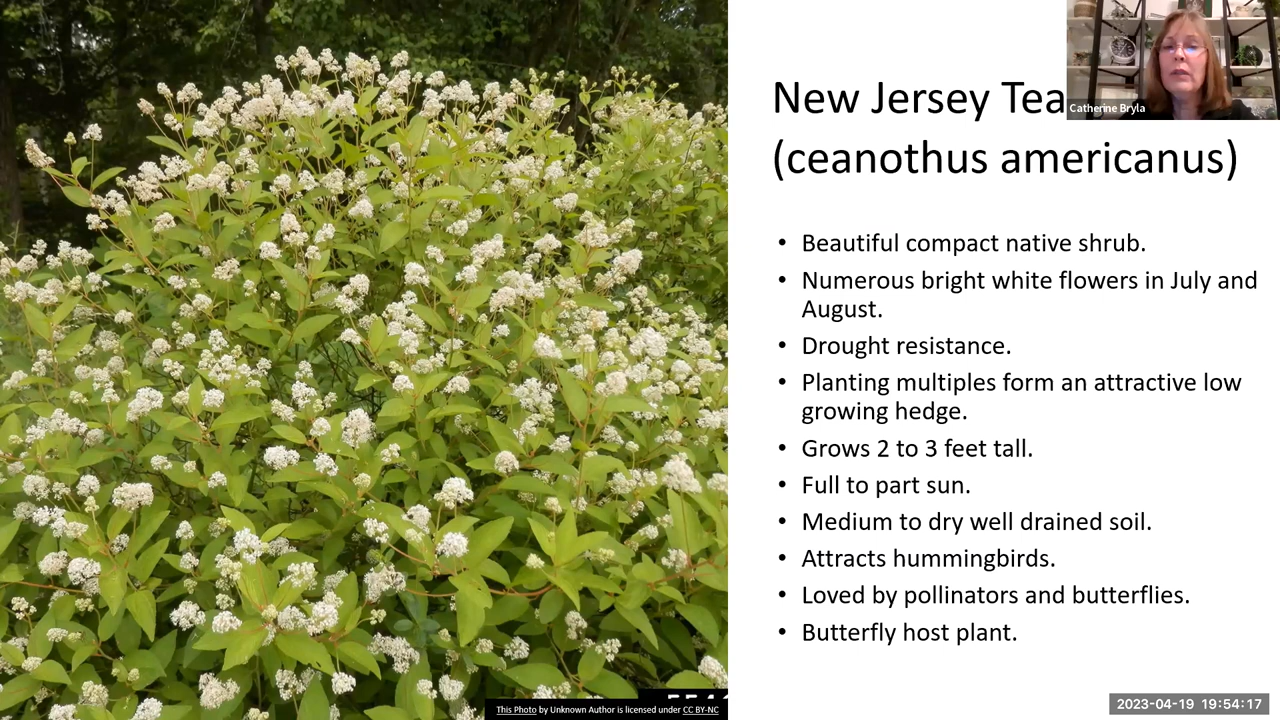 New Jersey Tea
(ceanothus americanus)
Catherine Bryla
• Beautiful compact native shrub.
• Numerous bright white flowers in July and
August.
• Drought resistance.
• Planting multiples form an attractive low
growing hedge.
• Grows 2 to 3 feet tall.
• Full to part sun.
• Medium to dry well drained soil.
• Attracts hummingbirds.
• Loved by pollinators and butterflies.
• Butterfly host plant.
This Photo by Unknown Author is licensed under CC BY-NC
2023-04-19 19:54:17